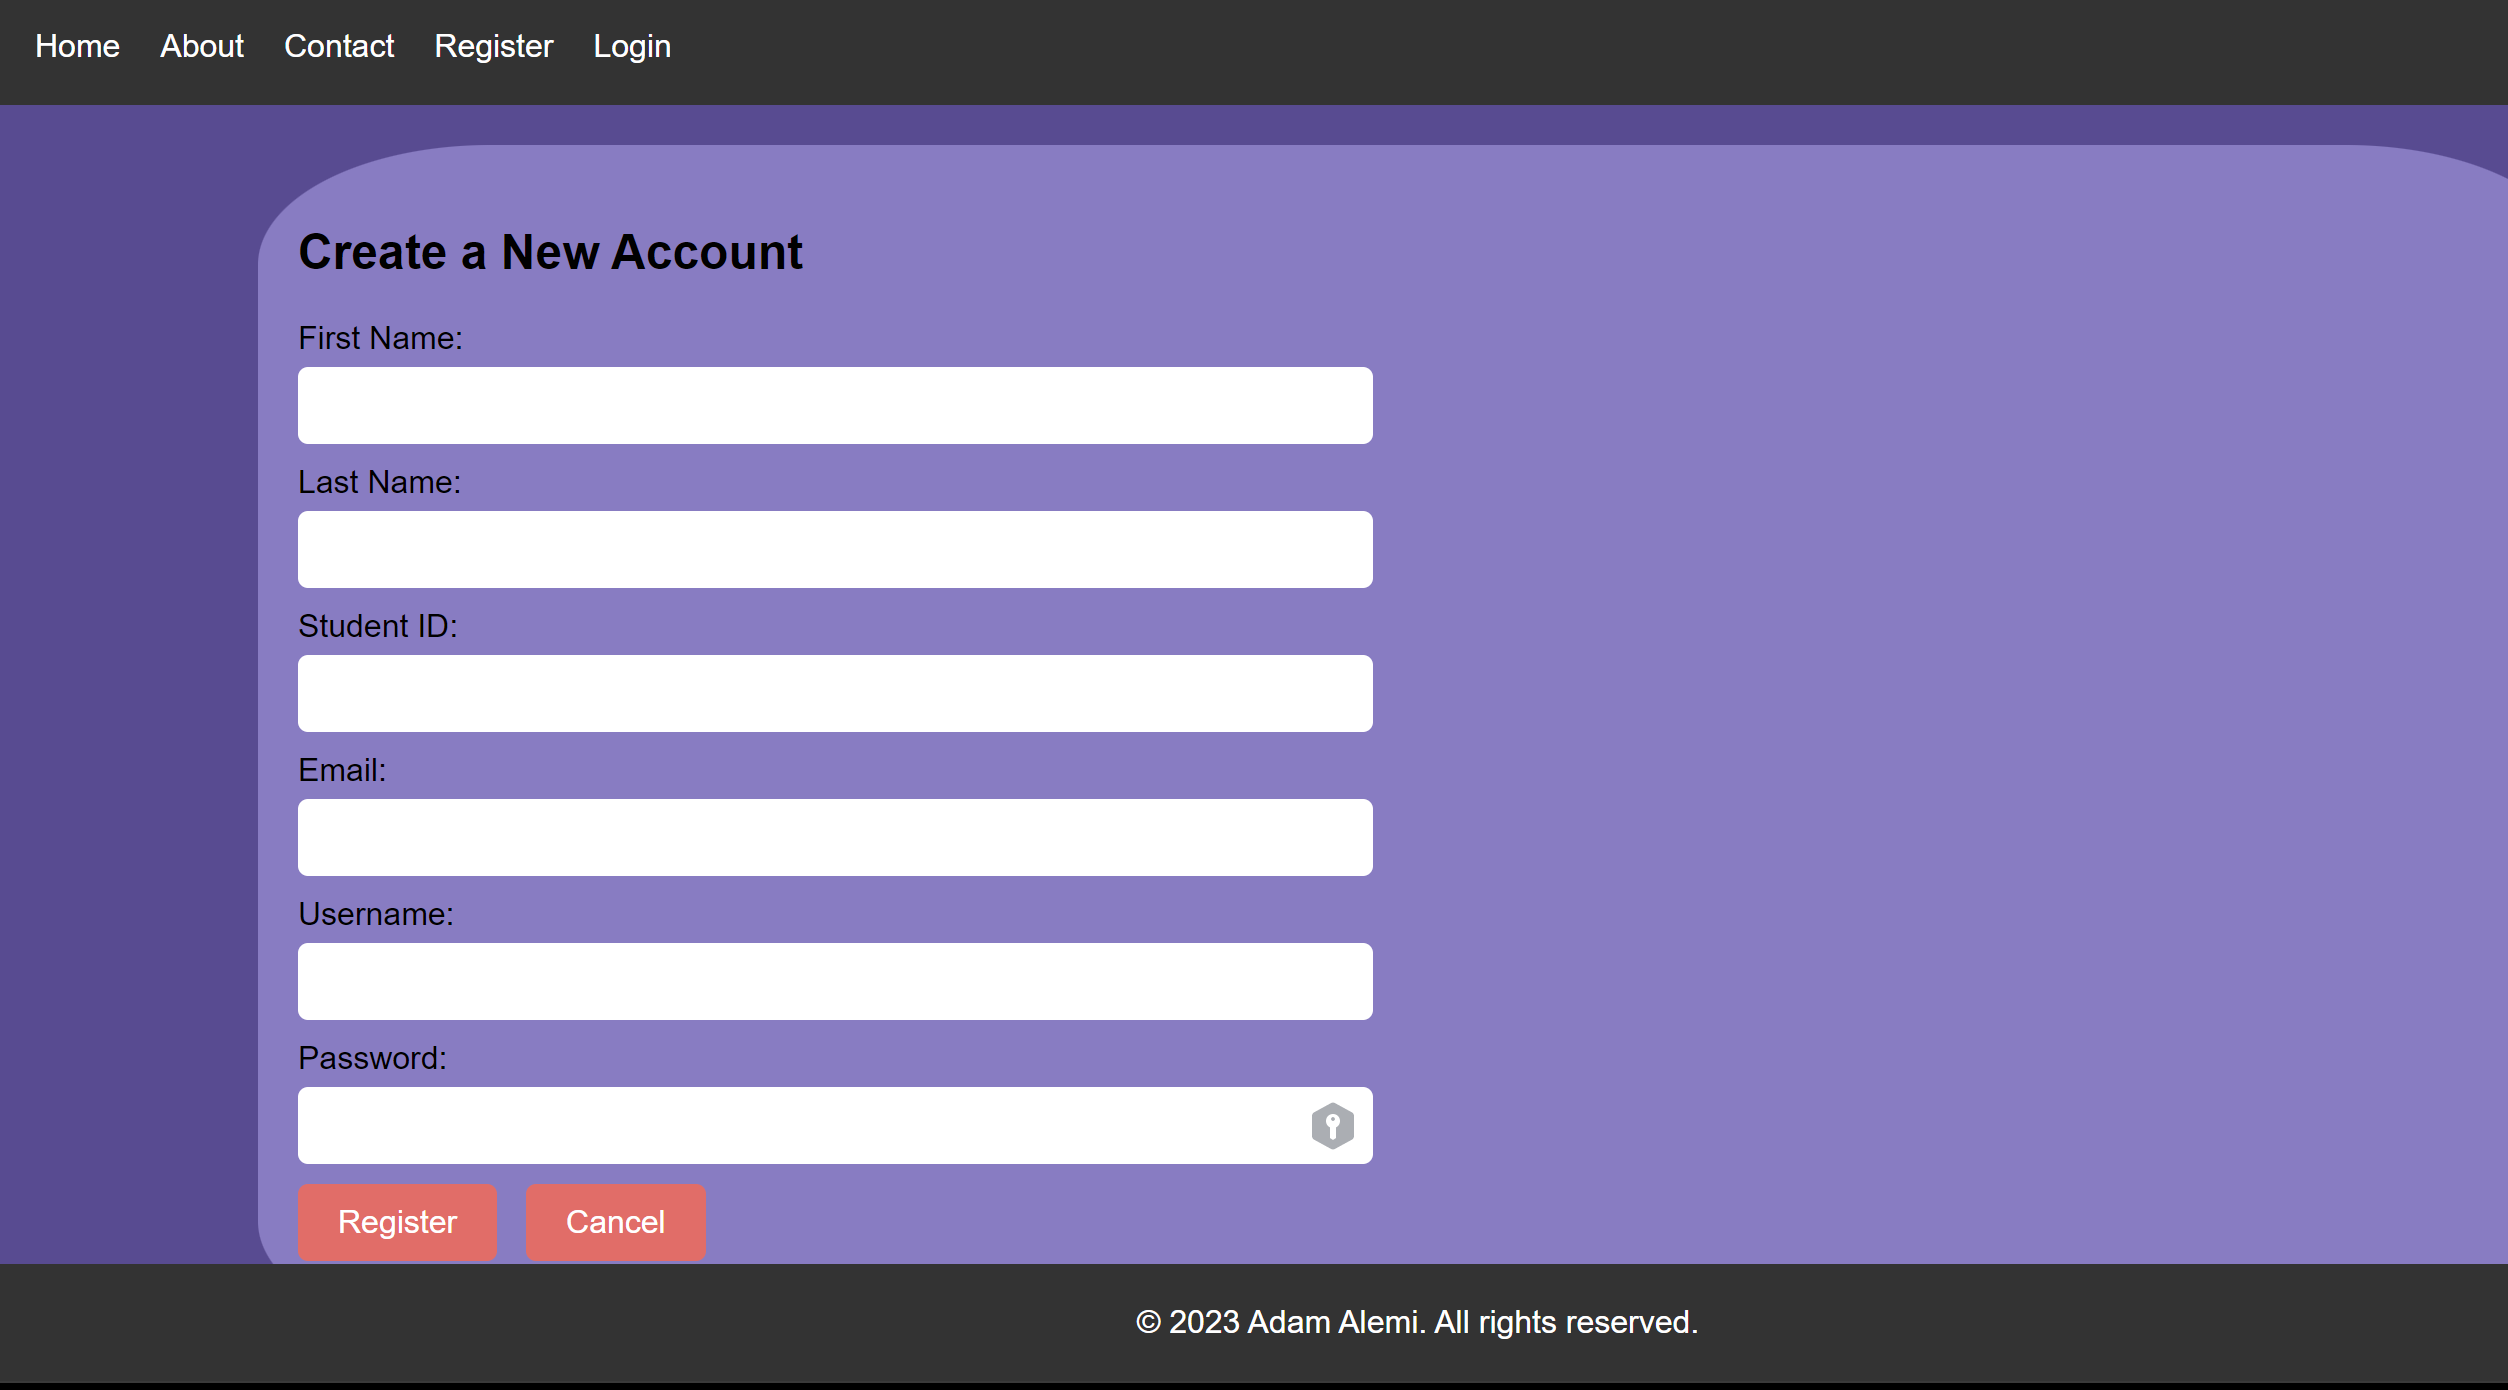 Home About Contact Register Login
Create a New Account
First Name:
Last Name:
Student ID:
Email:
Username:
Password:
Register Cancel
© 2023 Adam Alemi. All rights reserved.